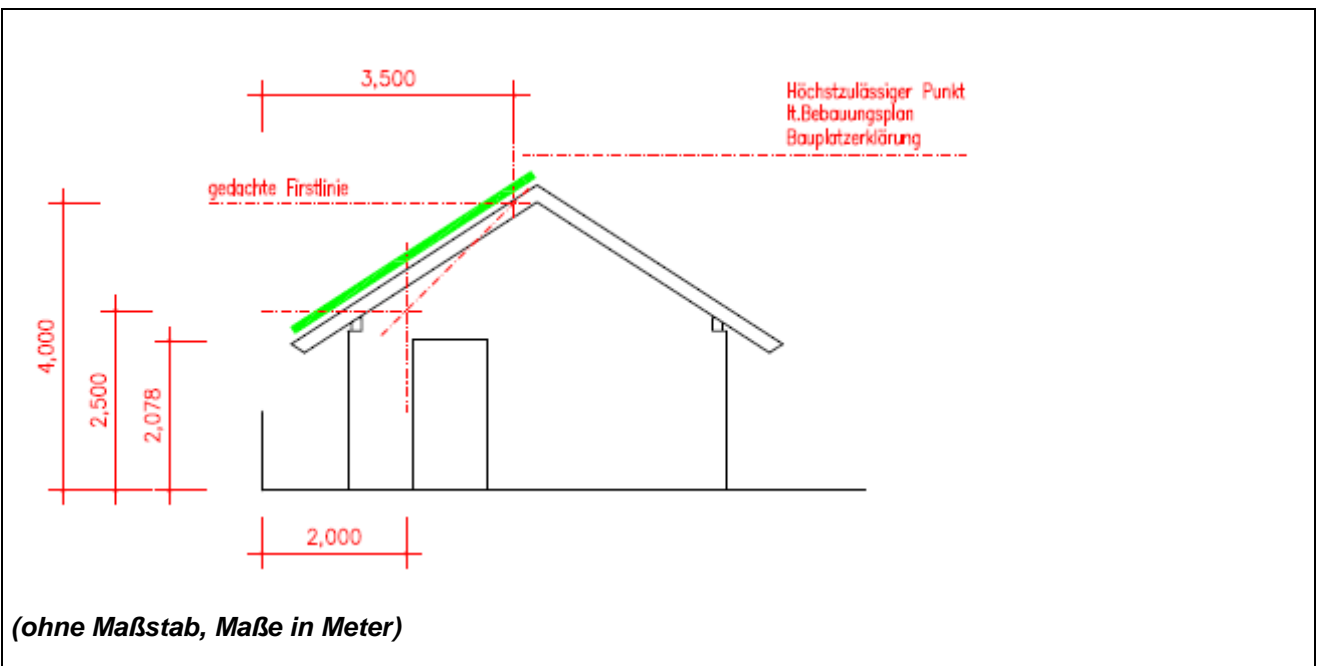 3,500
Höchstzulässiger Punkt
lt.Bebauungsplan
Bauplatzerklärung
gedachte Firstlinie
4,000
2,500
2,078
2,000
(ohne Maßstab, Maße in Meter)